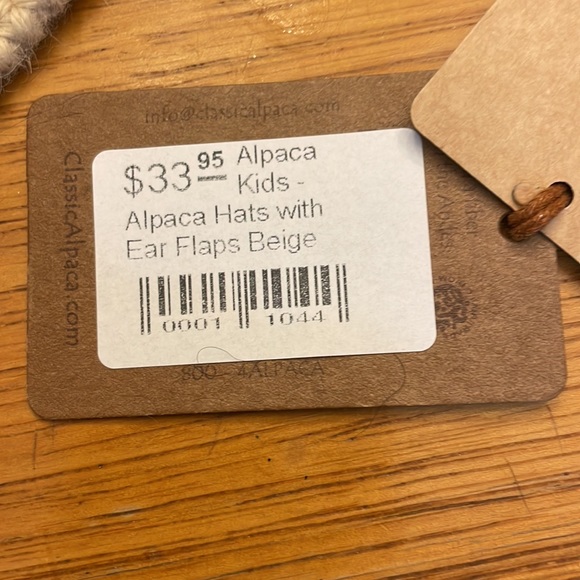 info@classicalpaca.com
ClassicAlpaca.com
$33.95 Alpaca
Kids -
Alpaca Hats with
Ear Flaps Beige
0001 1044
800 4ALPACA